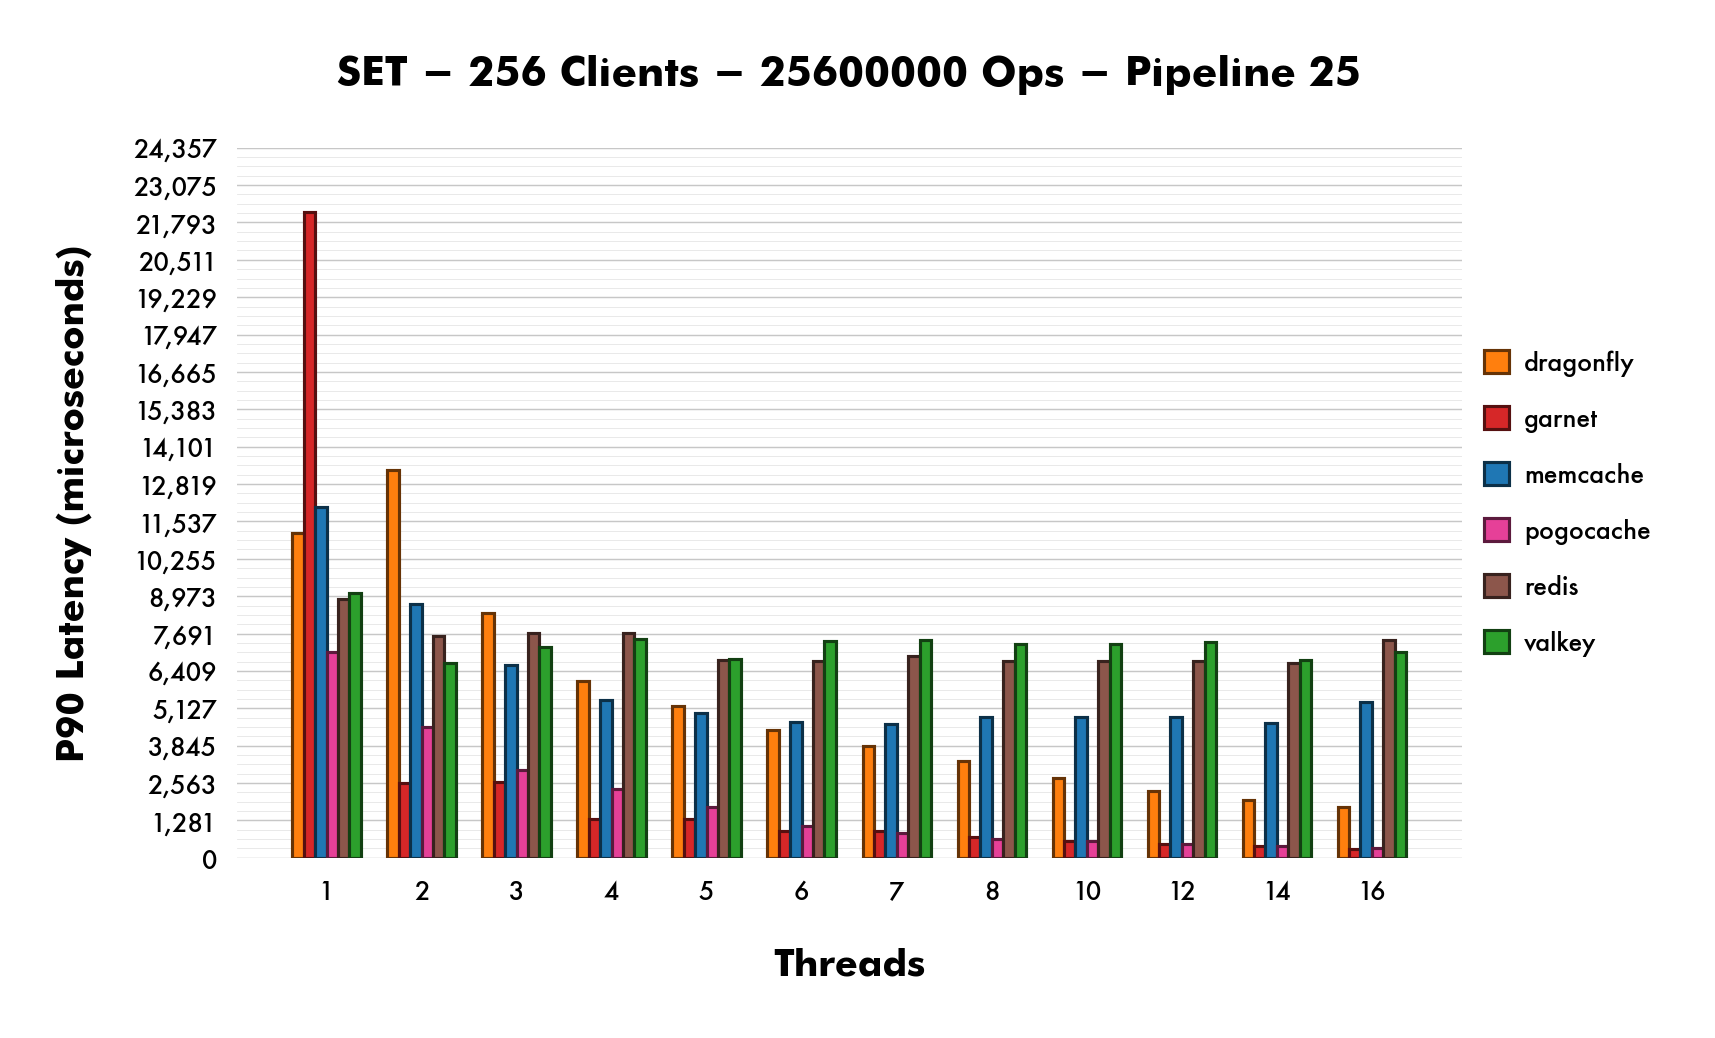 SET – 256 Clients – 25600000 Ops – Pipeline 25
P90 Latency (microseconds)
24,357
23,075
21,793
20,511
19,229
17,947
16,665
15,383
14,101
12,819
11,537
10,255
8,973
7,691
6,409
5,127
3,845
2,563
1,281
0
1 2 3 4 5 6 7 8 10 12 14 16
Threads
dragonfly
garnet
memcache
pogocache
redis
valkey